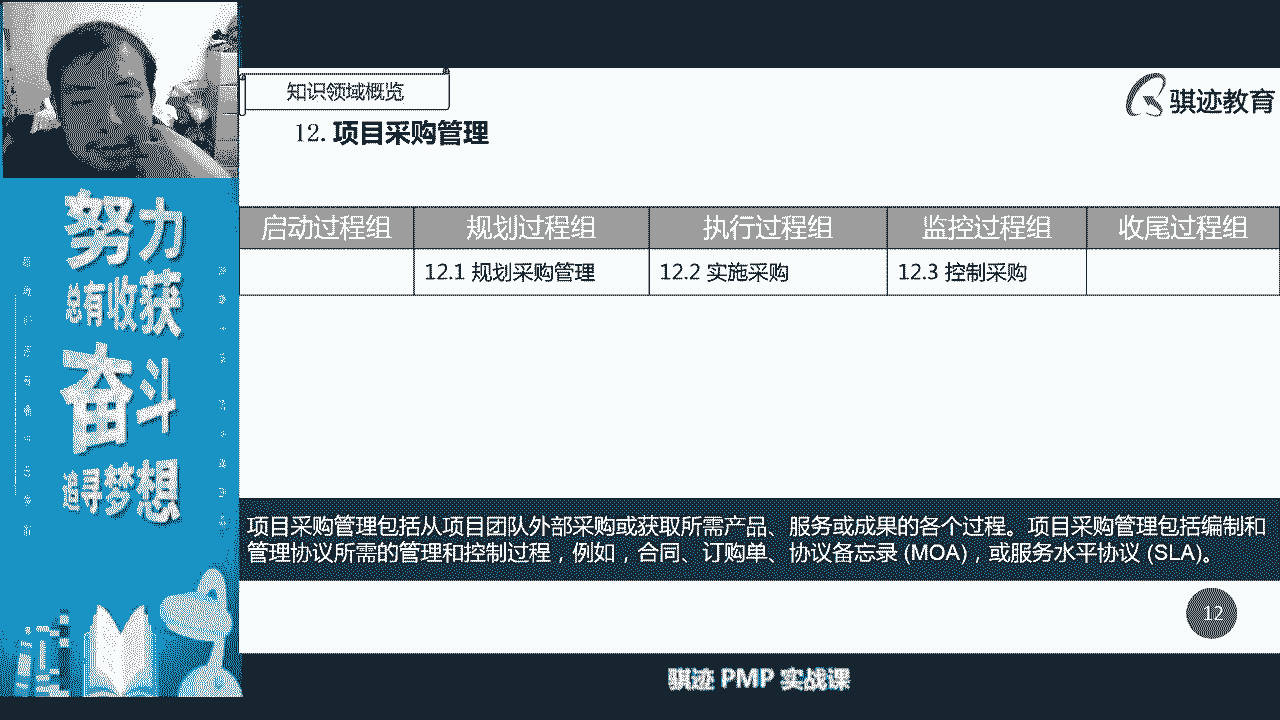 知识领域概览
骐迹教育
12. 项目采购管理
努力
总有收获
奋斗
追寻梦想
启动过程组 规划过程组 执行过程组 监控过程组 收尾过程组
12.1 规划采购管理 12.2 实施采购 12.3 控制采购
项目采购管理包括从项目团队外部采购或获取所需产品、服务或成果的各个过程。项目采购管理包括编制和
管理协议所需的管理和控制过程，例如，合同、订购单、协议备忘录 (MOA)，或服务水平协议 (SLA)。
12
骐迹 PMP 实战课